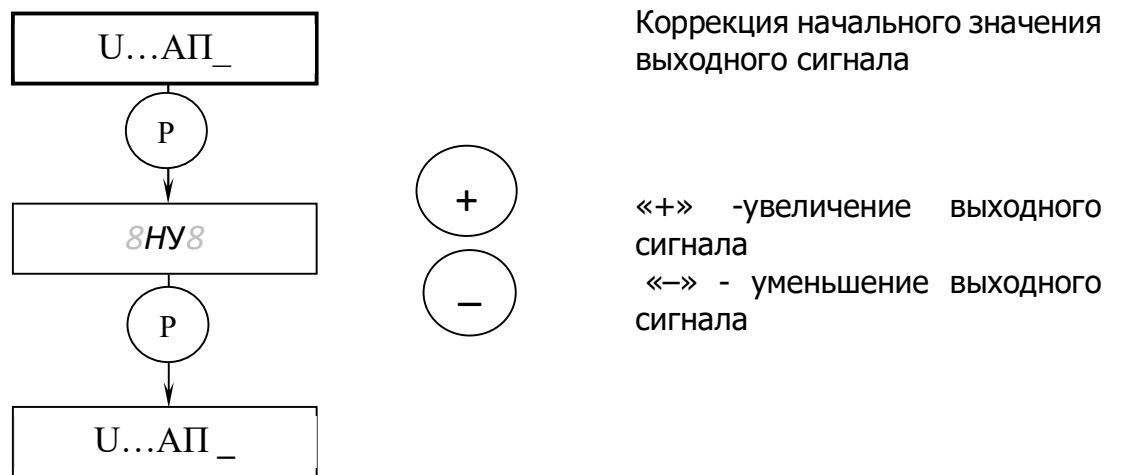 U…АП_
Коррекция начального значения
выходного сигнала
Р
8НУ8
+
–
«+» -увеличение выходного
сигнала
«–» - уменьшение выходного
сигнала
Р
U…АП _